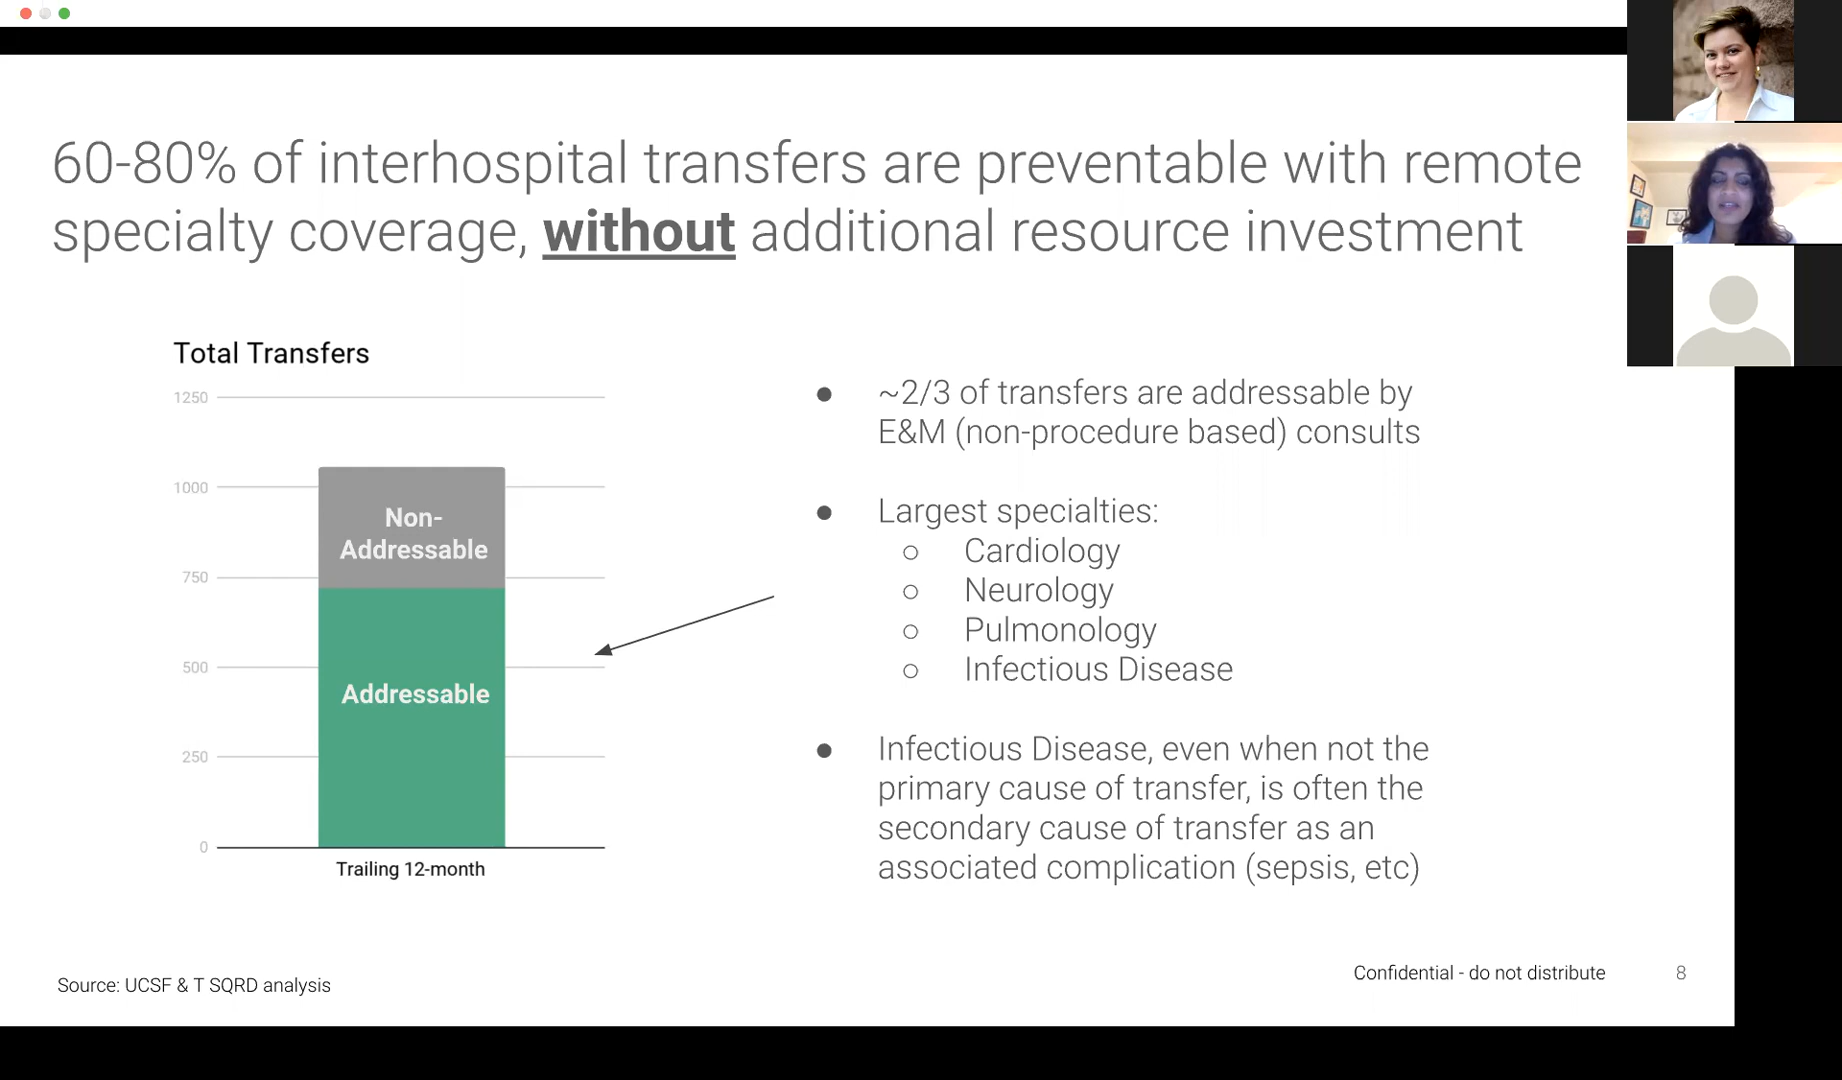 60-80% of interhospital transfers are preventable with remote
specialty coverage, without additional resource investment
Total Transfers
1250
1000
750
500
250
0
Non-
Addressable
Addressable
Trailing 12-month
● ~2/3 of transfers are addressable by
E&M (non-procedure based) consults
● Largest specialties:
○ Cardiology
○ Neurology
○ Pulmonology
○ Infectious Disease
● Infectious Disease, even when not the
primary cause of transfer, is often the
secondary cause of transfer as an
associated complication (sepsis, etc)
Source: UCSF & T SQRD analysis
Confidential - do not distribute
8